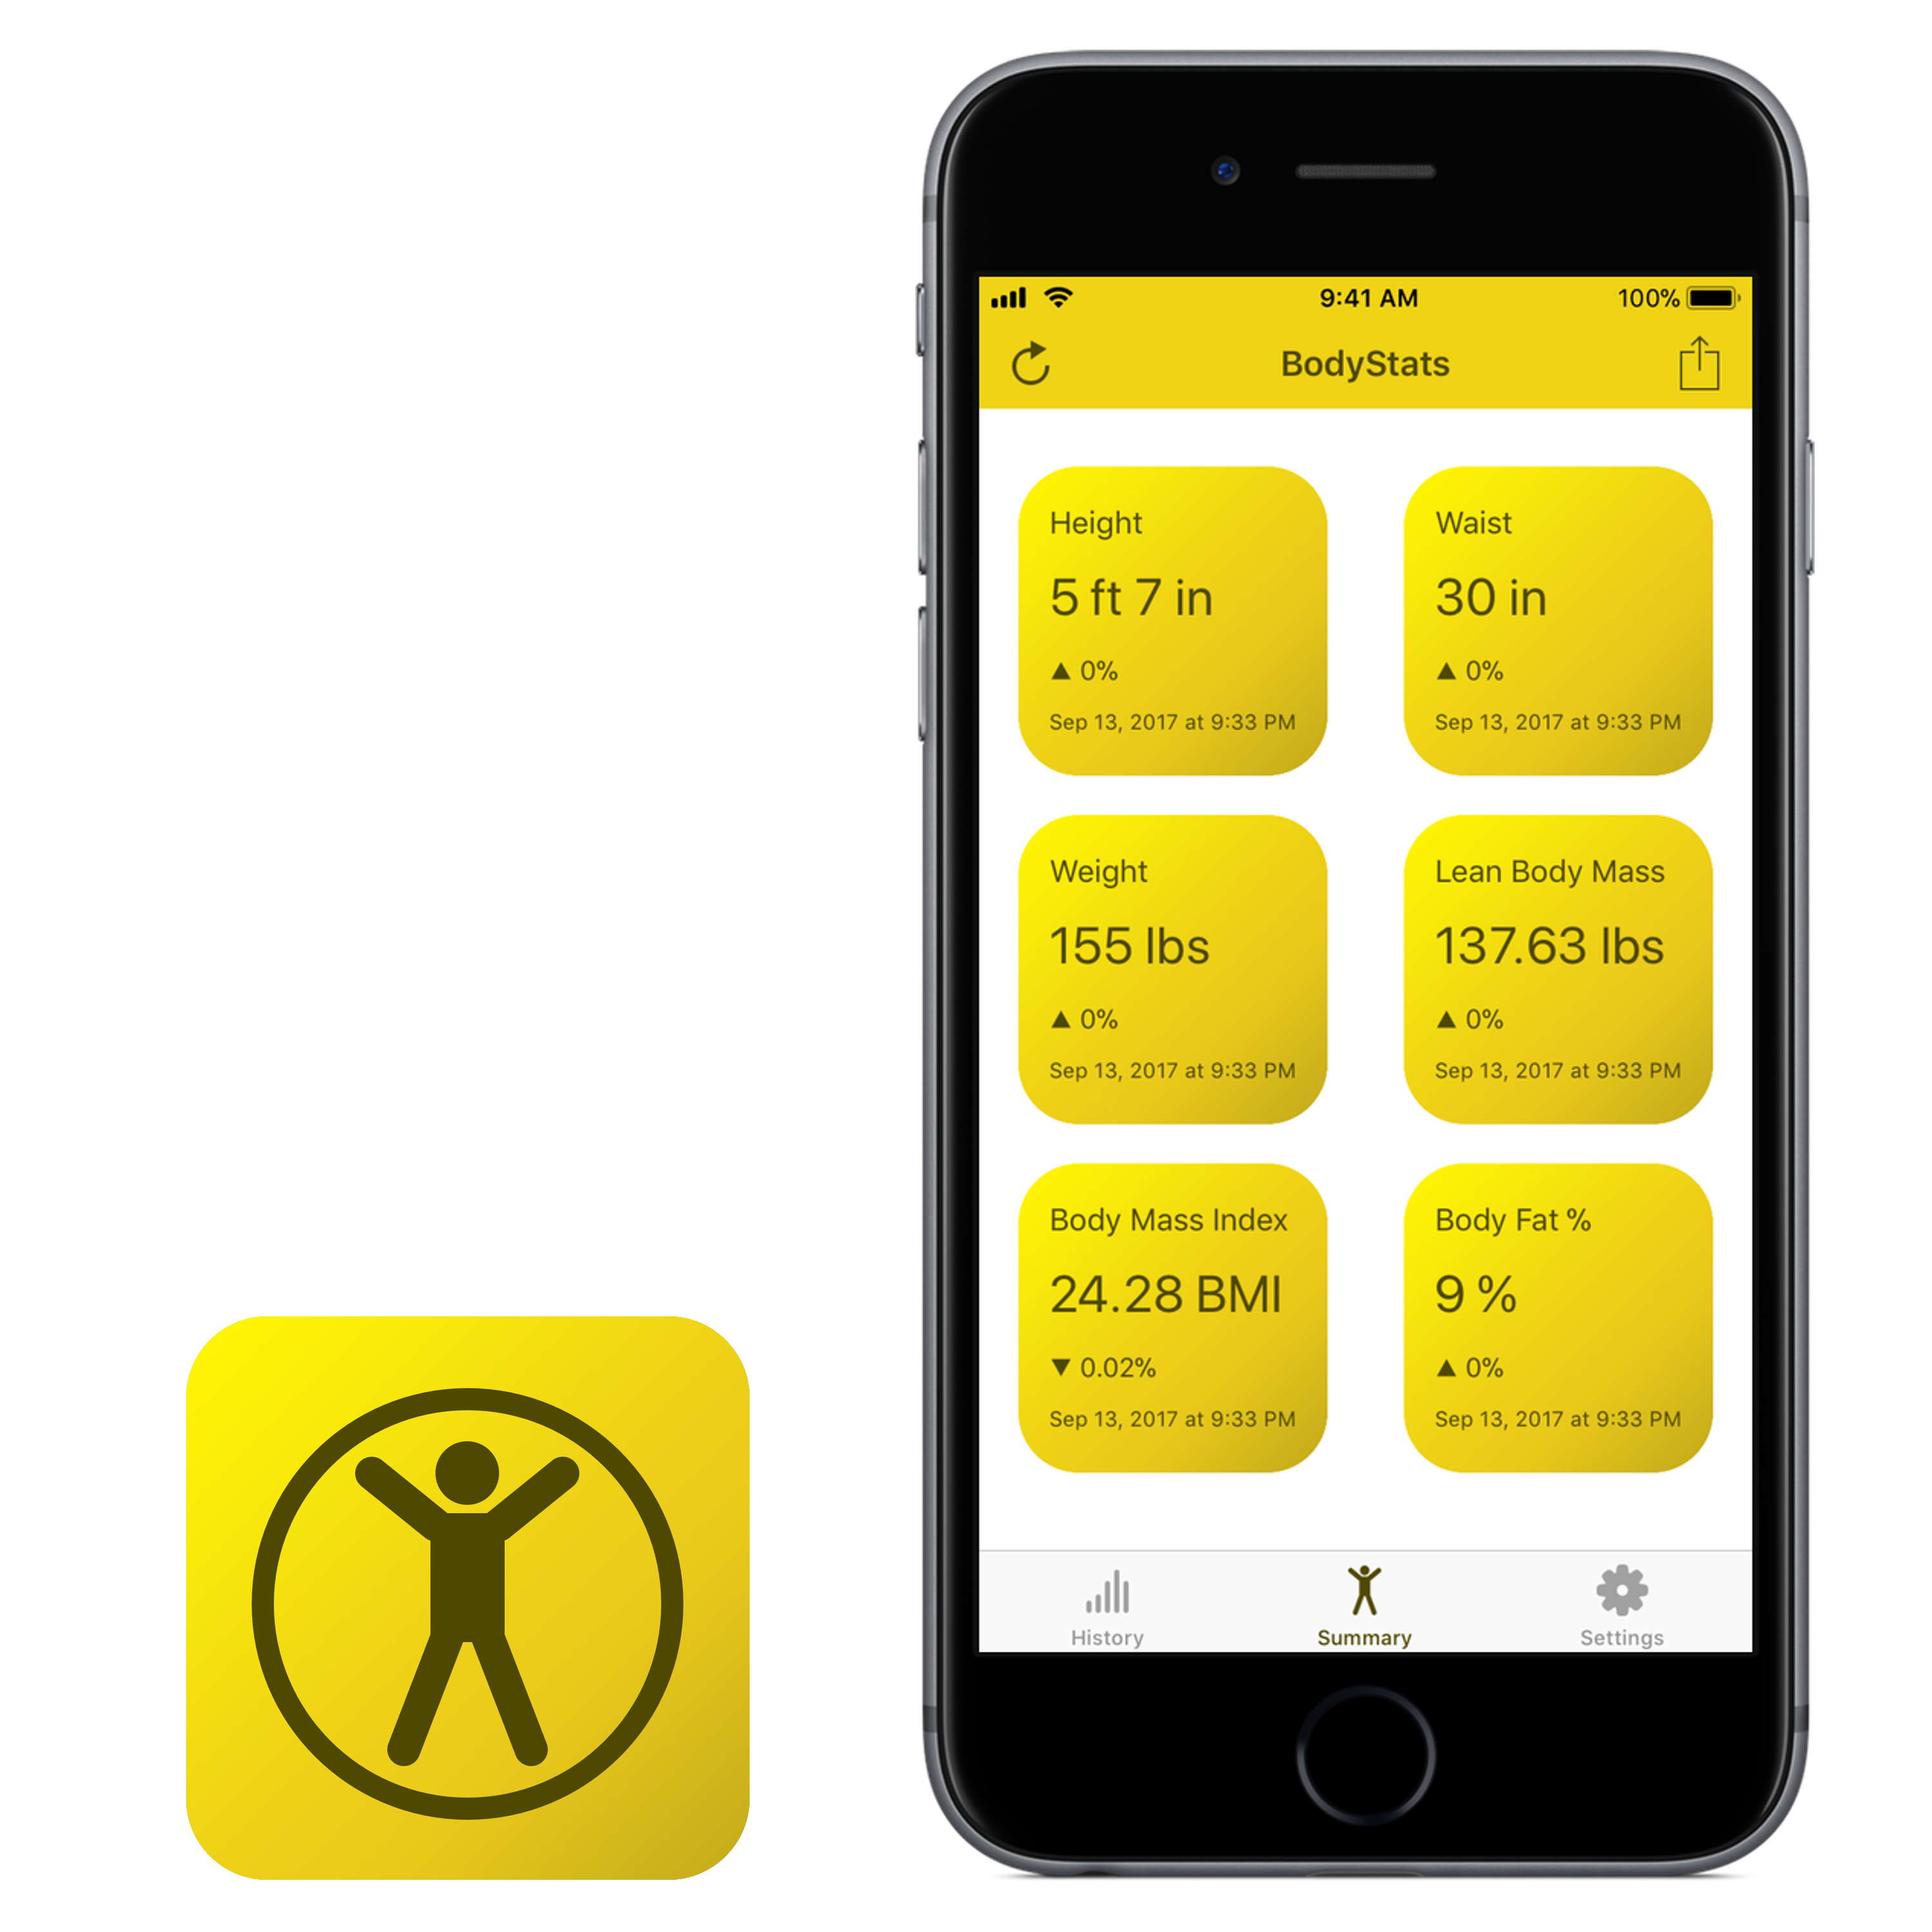 9:41 AM
100%
BodyStats
Height
5 ft 7 in
▲ 0%
Sep 13, 2017 at 9:33 PM
Waist
30 in
▲ 0%
Sep 13, 2017 at 9:33 PM
Weight
155 lbs
▲ 0%
Sep 13, 2017 at 9:33 PM
Lean Body Mass
137.63 lbs
▲ 0%
Sep 13, 2017 at 9:33 PM
Body Mass Index
24.28 BMI
▼ 0.02%
Sep 13, 2017 at 9:33 PM
Body Fat %
9 %
▲ 0%
Sep 13, 2017 at 9:33 PM
History
Summary
Settings